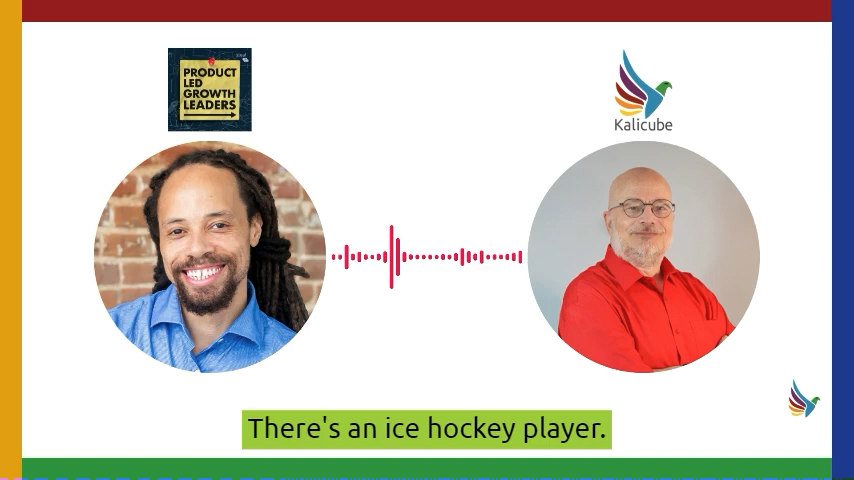 PRODUCT
LED
GROWTH
LEADERS
Kalicube
There's an ice hockey player.